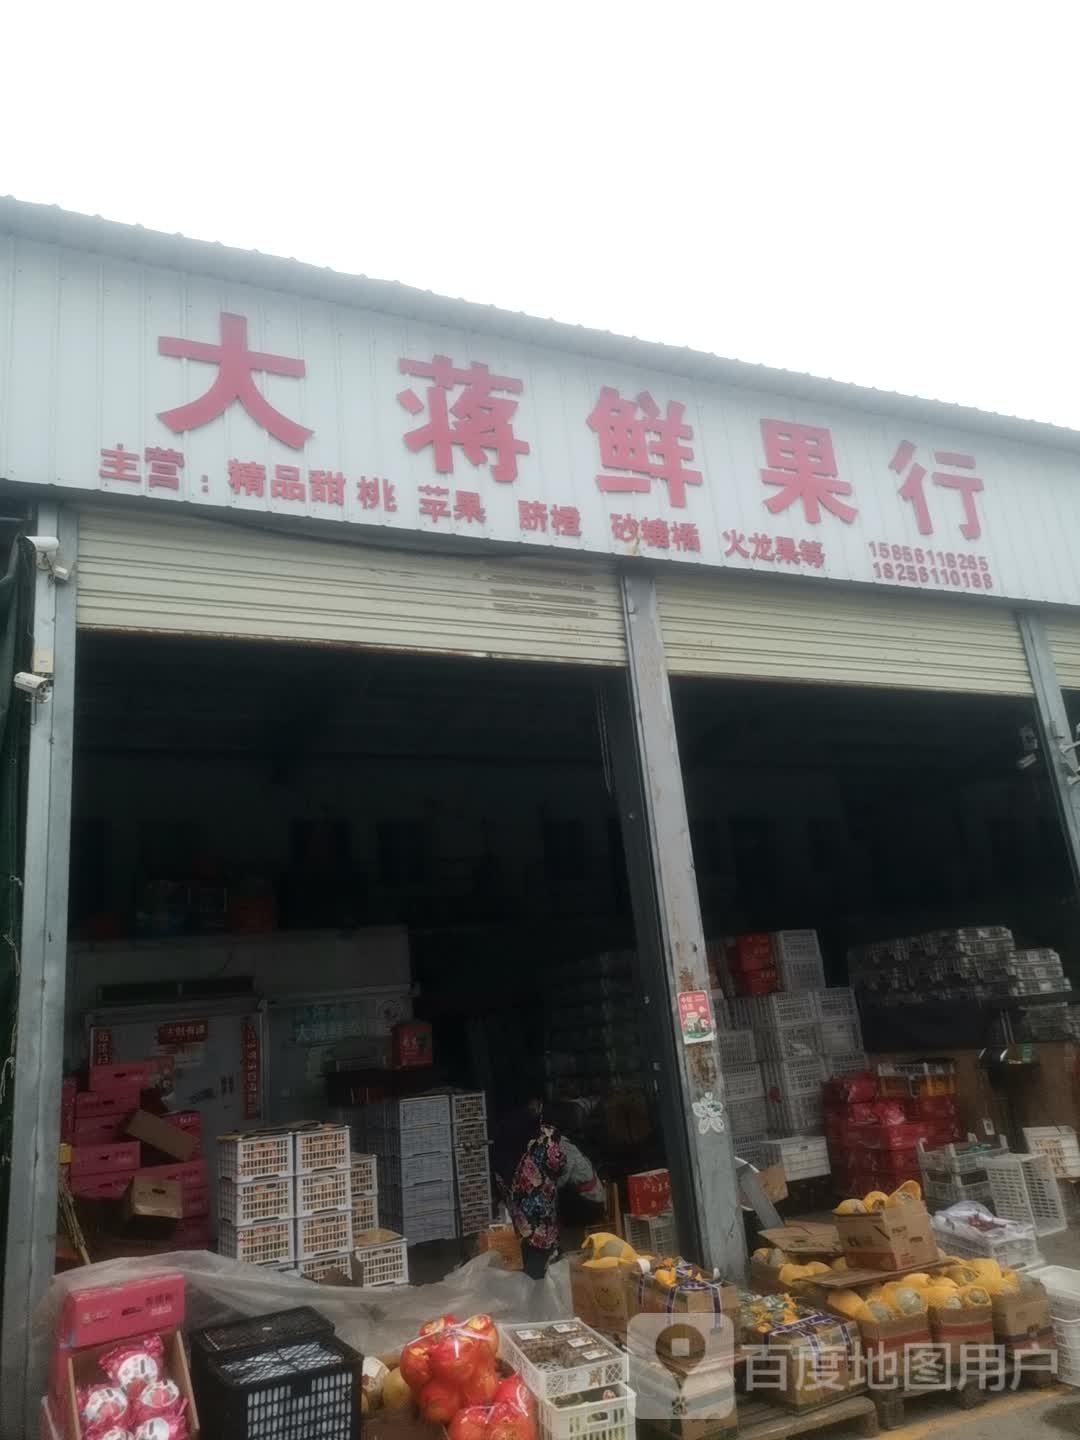 大蒋鲜果行
主营：精品甜桃 苹果 脐橙 砂糖橘 火龙果等
15856118265
18256110188
百度地图用户